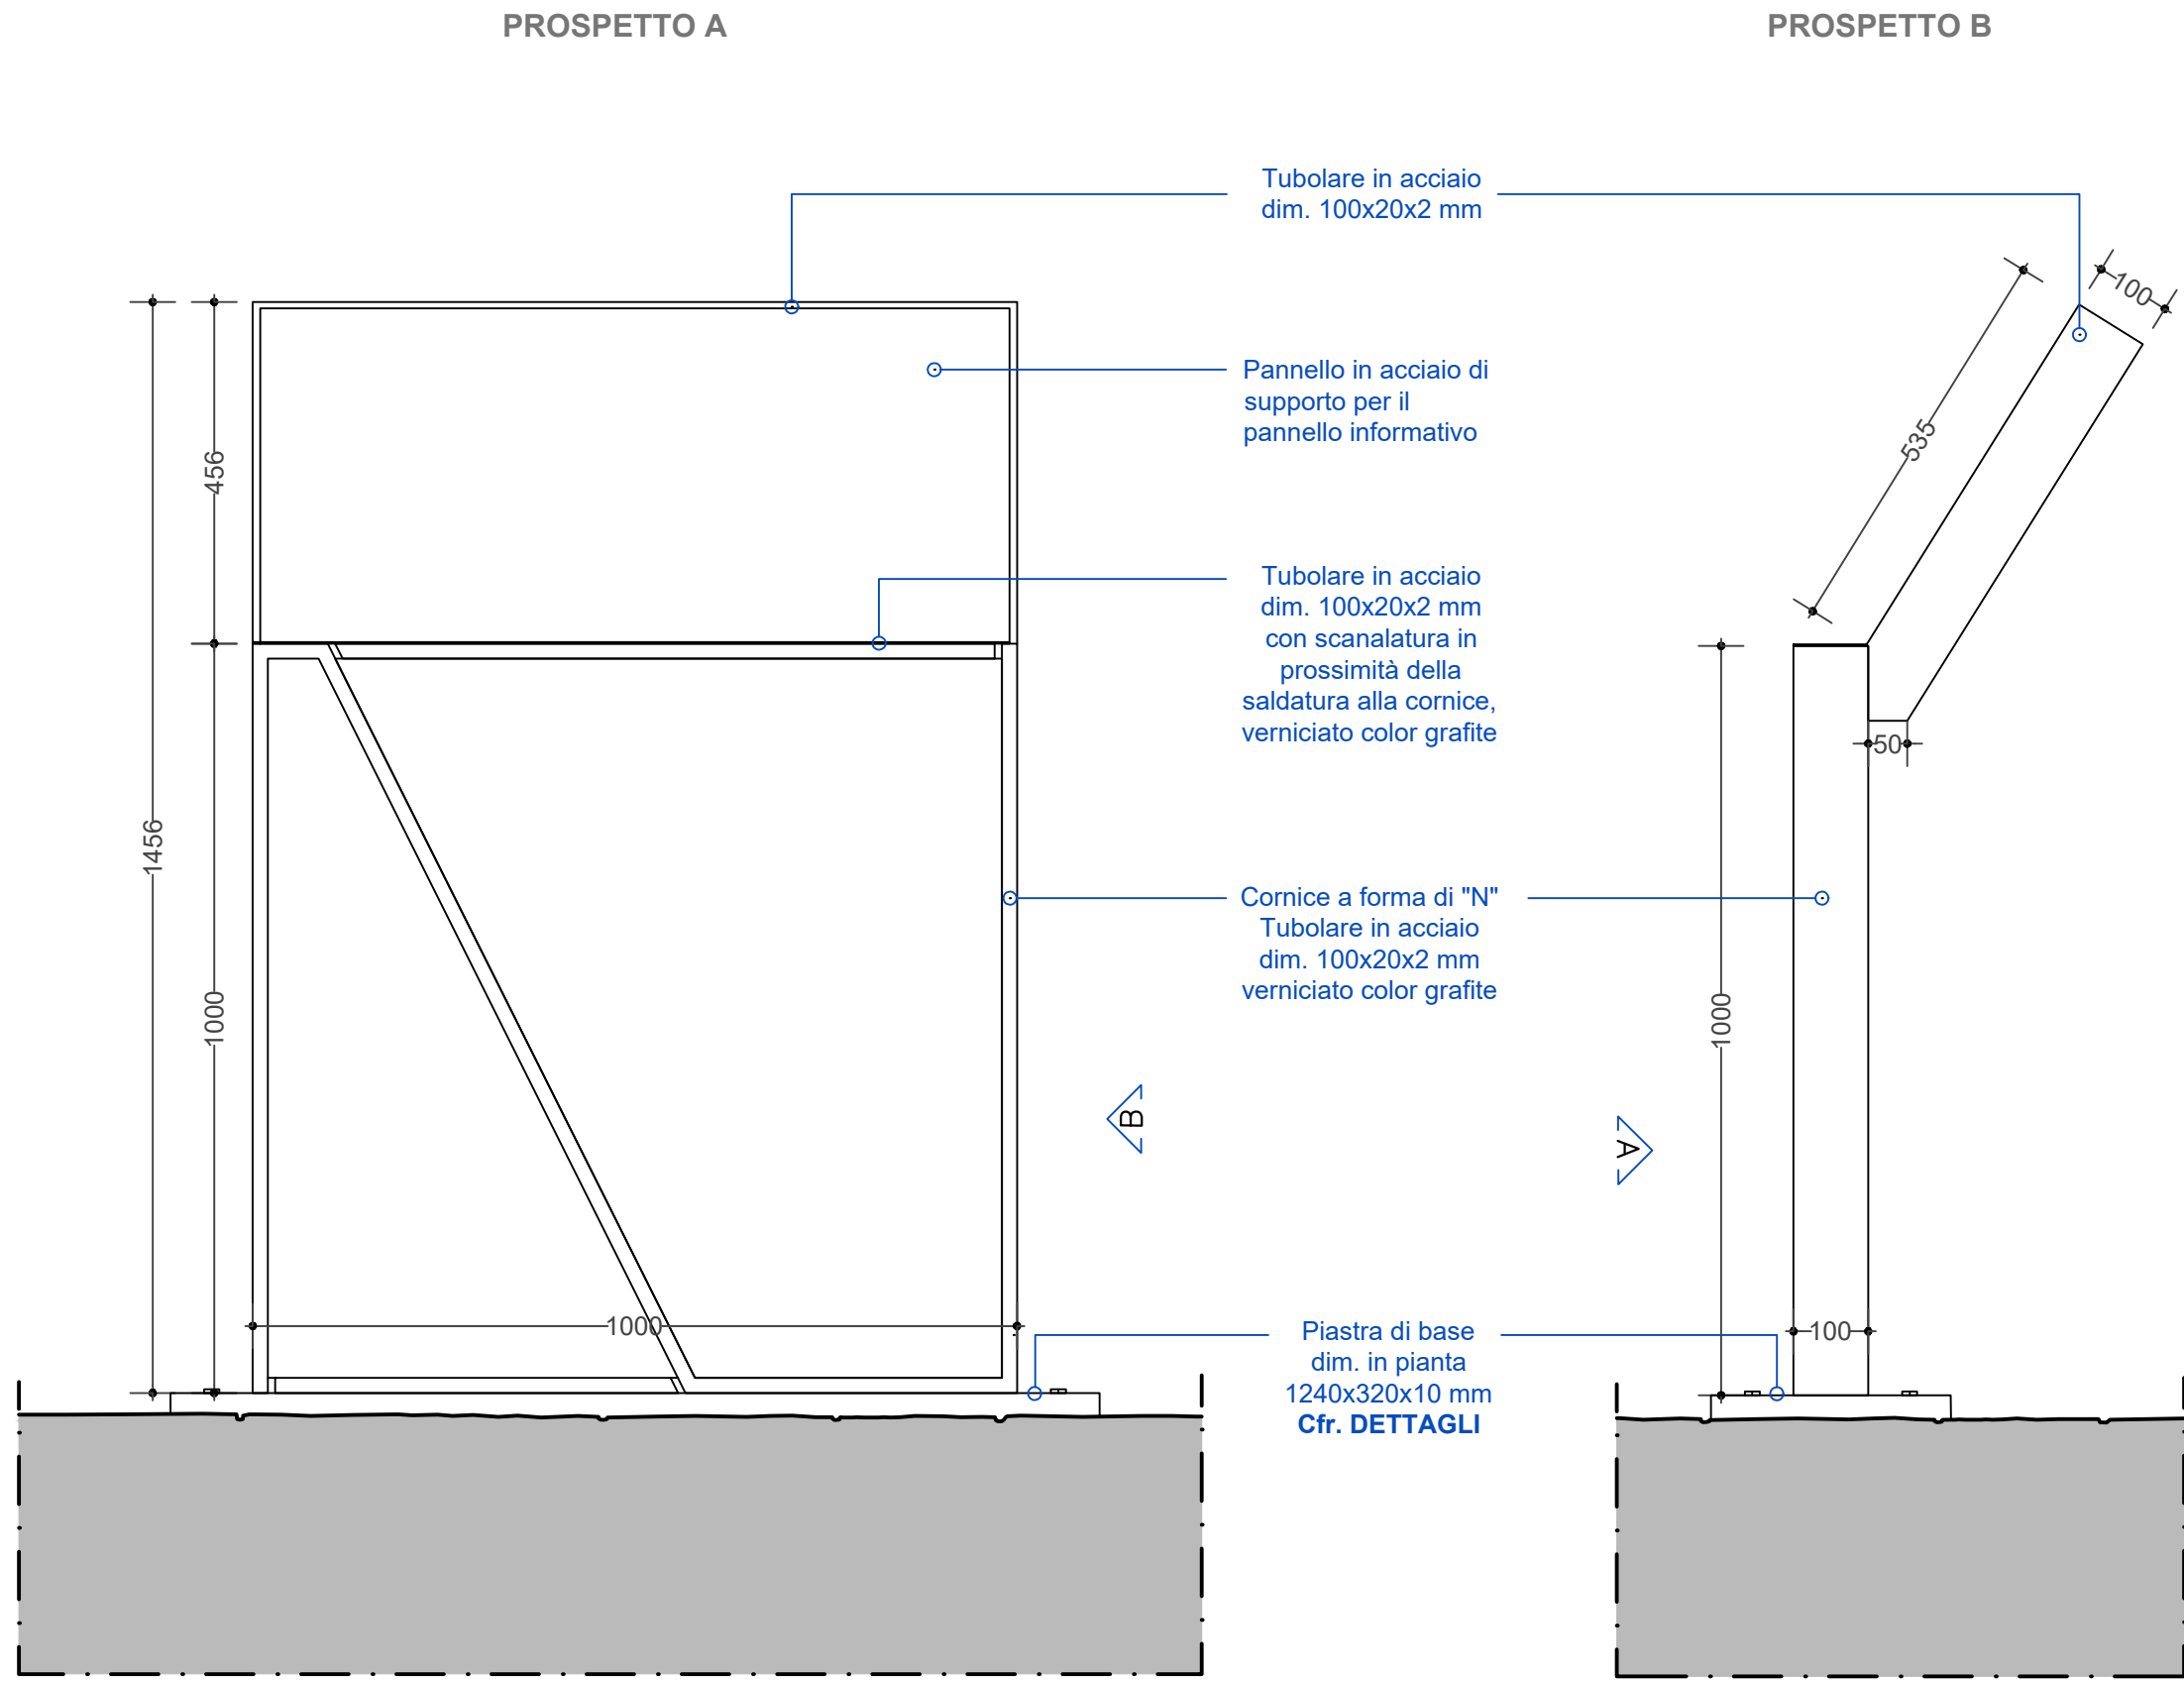 PROSPETTO A
PROSPETTO B
Tubolare in acciaio
dim. 100x20x2 mm
100
Pannello in acciaio di
supporto per il
pannello informativo
535
456
Tubolare in acciaio
dim. 100x20x2 mm
con scanalatura in
prossimità della
saldatura alla cornice,
verniciato color grafite
50
1456
Cornice a forma di "N"
Tubolare in acciaio
dim. 100x20x2 mm
verniciato color grafite
1000
1000
B
A
1000
100
Piastra di base
dim. in pianta
1240x320x10 mm
Cfr. DETTAGLI